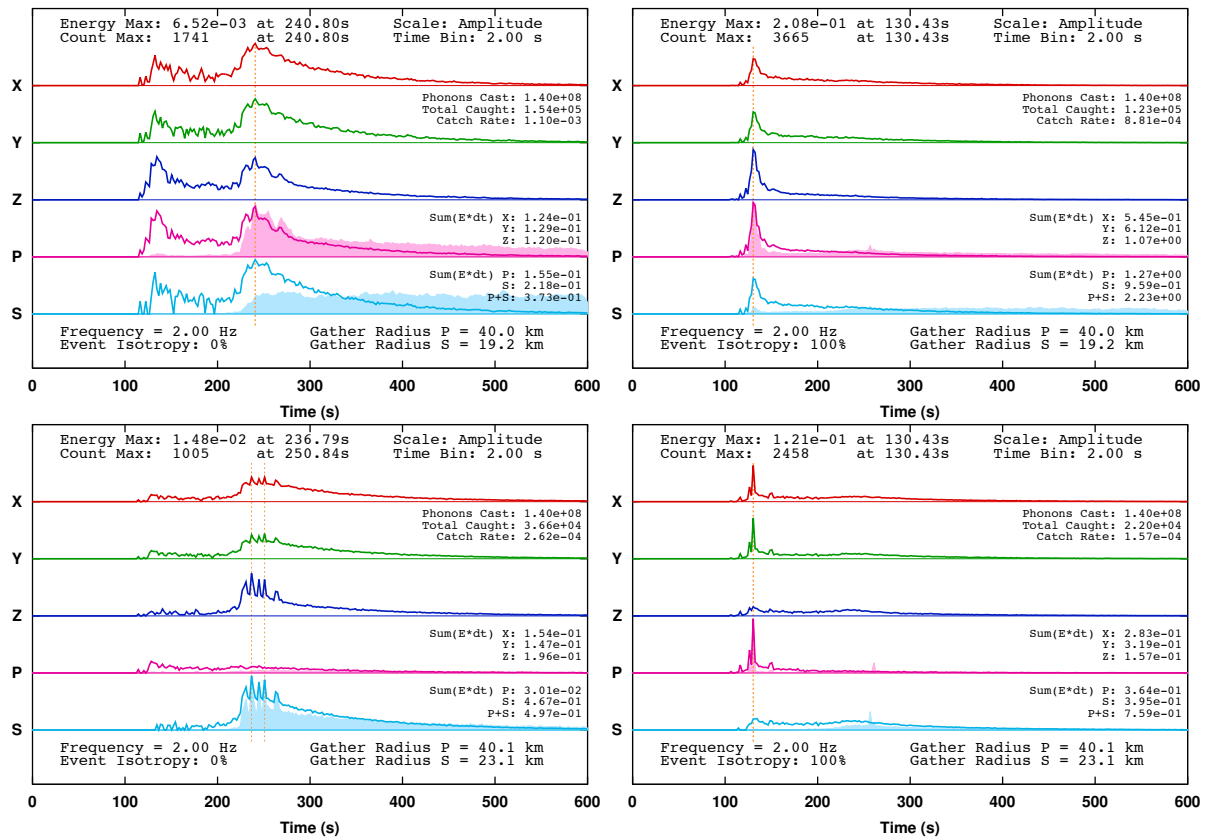 Energy Max: 6.52e-03 at 240.80s Scale: Amplitude
Count Max: 1741 at 240.80s Time Bin: 2.00 s
X
Phonons Cast: 1.40e+08
Total Caught: 1.54e+05
Catch Rate: 1.10e-03
Y
Z
Sum(E*dt) X: 1.24e-01
Y: 1.29e-01
Z: 1.20e-01
P
Sum(E*dt) P: 1.55e-01
S: 2.18e-01
P+S: 3.73e-01
S
Frequency = 2.00 Hz Gather Radius P = 40.0 km
Event Isotropy: 0% Gather Radius S = 19.2 km
0 100 200 300 400 500 600
Time (s)
Energy Max: 2.08e-01 at 130.43s Scale: Amplitude
Count Max: 3665 at 130.43s Time Bin: 2.00 s
X
Phonons Cast: 1.40e+08
Total Caught: 1.23e+05
Catch Rate: 8.81e-04
Y
Z
Sum(E*dt) X: 5.45e-01
Y: 6.12e-01
Z: 1.07e+00
P
Sum(E*dt) P: 1.27e+00
S: 9.59e-01
P+S: 2.23e+00
S
Frequency = 2.00 Hz Gather Radius P = 40.0 km
Event Isotropy: 100% Gather Radius S = 19.2 km
0 100 200 300 400 500 600
Time (s)
Energy Max: 1.48e-02 at 236.79s Scale: Amplitude
Count Max: 1005 at 250.84s Time Bin: 2.00 s
X
Phonons Cast: 1.40e+08
Total Caught: 3.66e+04
Catch Rate: 2.62e-04
Y
Z
Sum(E*dt) X: 1.54e-01
Y: 1.47e-01
Z: 1.96e-01
P
Sum(E*dt) P: 3.01e-02
S: 4.67e-01
P+S: 4.97e-01
S
Frequency = 2.00 Hz Gather Radius P = 40.1 km
Event Isotropy: 0% Gather Radius S = 23.1 km
0 100 200 300 400 500 600
Time (s)
Energy Max: 1.21e-01 at 130.43s Scale: Amplitude
Count Max: 2458 at 130.43s Time Bin: 2.00 s
X
Phonons Cast: 1.40e+08
Total Caught: 2.20e+04
Catch Rate: 1.57e-04
Y
Z
Sum(E*dt) X: 2.83e-01
Y: 3.19e-01
Z: 1.57e-01
P
Sum(E*dt) P: 3.64e-01
S: 3.95e-01
P+S: 7.59e-01
S
Frequency = 2.00 Hz Gather Radius P = 40.1 km
Event Isotropy: 100% Gather Radius S = 23.1 km
0 100 200 300 400 500 600
Time (s)